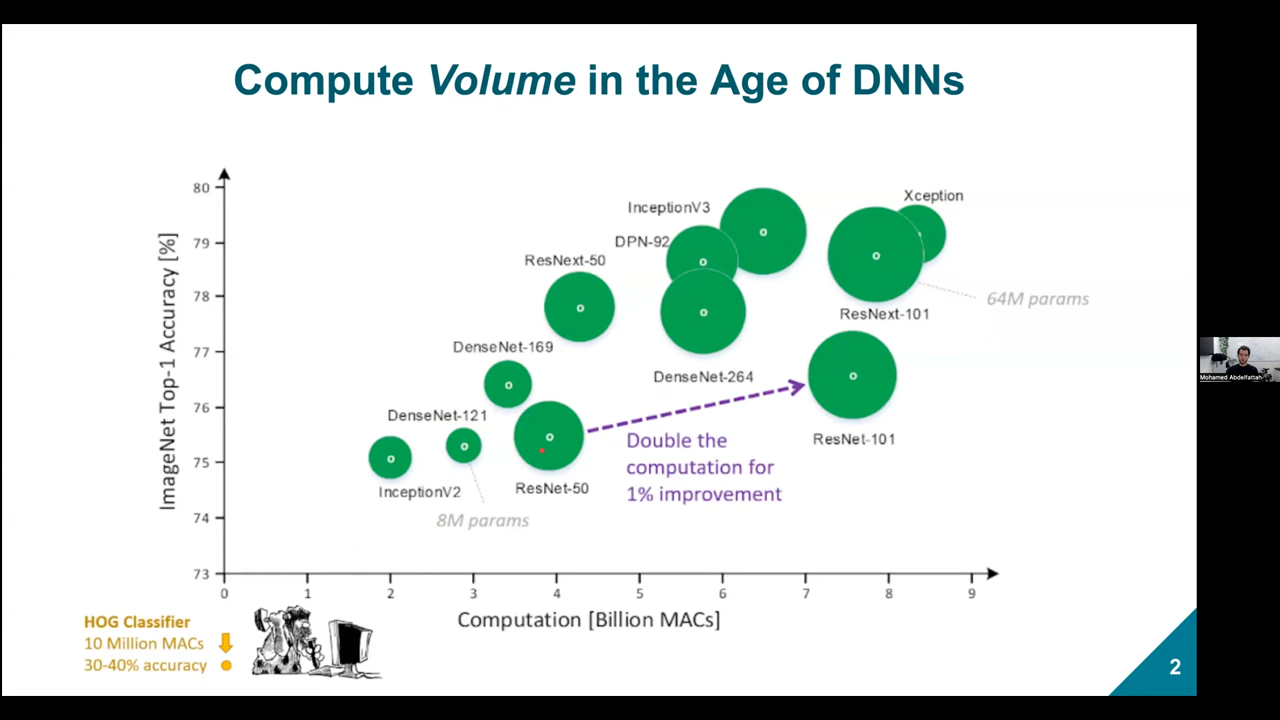 Compute Volume in the Age of DNNs
ImageNet Top-1 Accuracy [%]
80
79
78
77
76
75
74
73
0
1
2
3
4
5
6
7
8
9
Computation [Billion MACs]
Xception
InceptionV3
DPN-92
ResNext-50
64M params
ResNext-101
DenseNet-169
DenseNet-264
DenseNet-121
ResNet-101
Double the
computation for
1% improvement
InceptionV2
ResNet-50
8M params
HOG Classifier
10 Million MACs
30-40% accuracy
2
Mohamed Abdelfattah